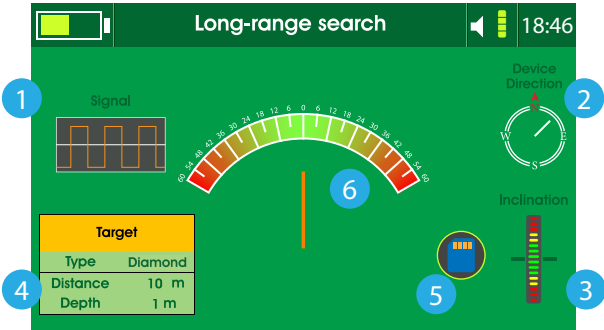 Long-range search
18:46
1
Signal
Device
Direction
2
N
W
E
S
60 54 48 42 36 30 24 18 12 6 0 6 12 18 24 30 36 42 48 54 60
6
Inclination
3
Target
Type Diamond
Distance 10 m
Depth 1 m
4
5